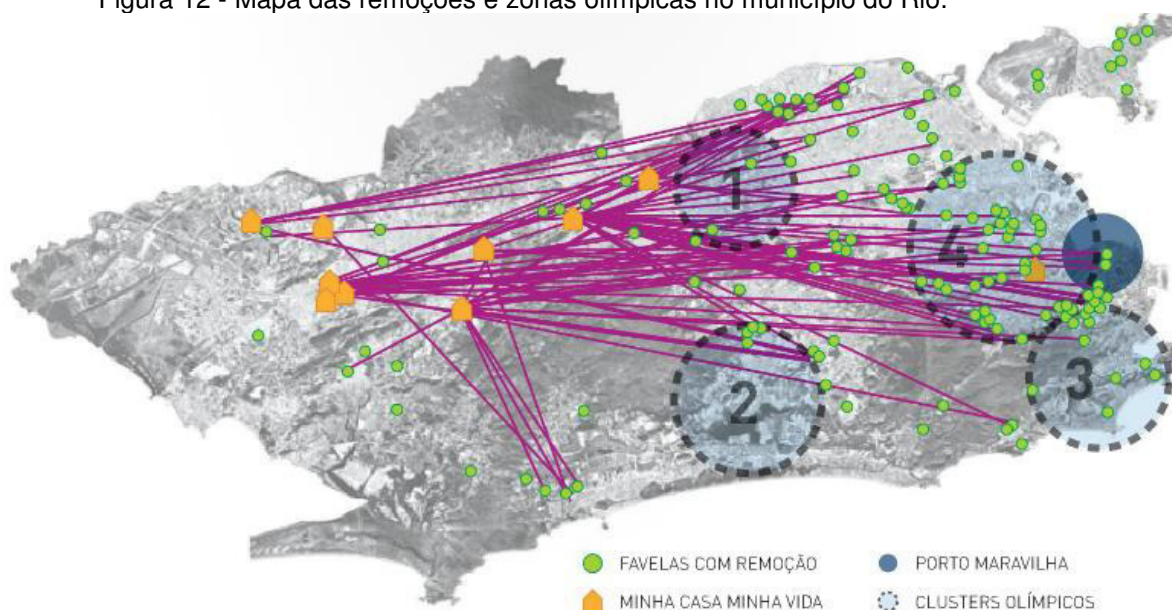 Figura 12 - Mapa das remoções e zonas olímpicas no município do Rio.
1
4
3
2
FAVELAS COM REMOÇÃO
PORTO MARAVILHA
MINHA CASA MINHA VIDA
CLUSTERS OLÍMPICOS